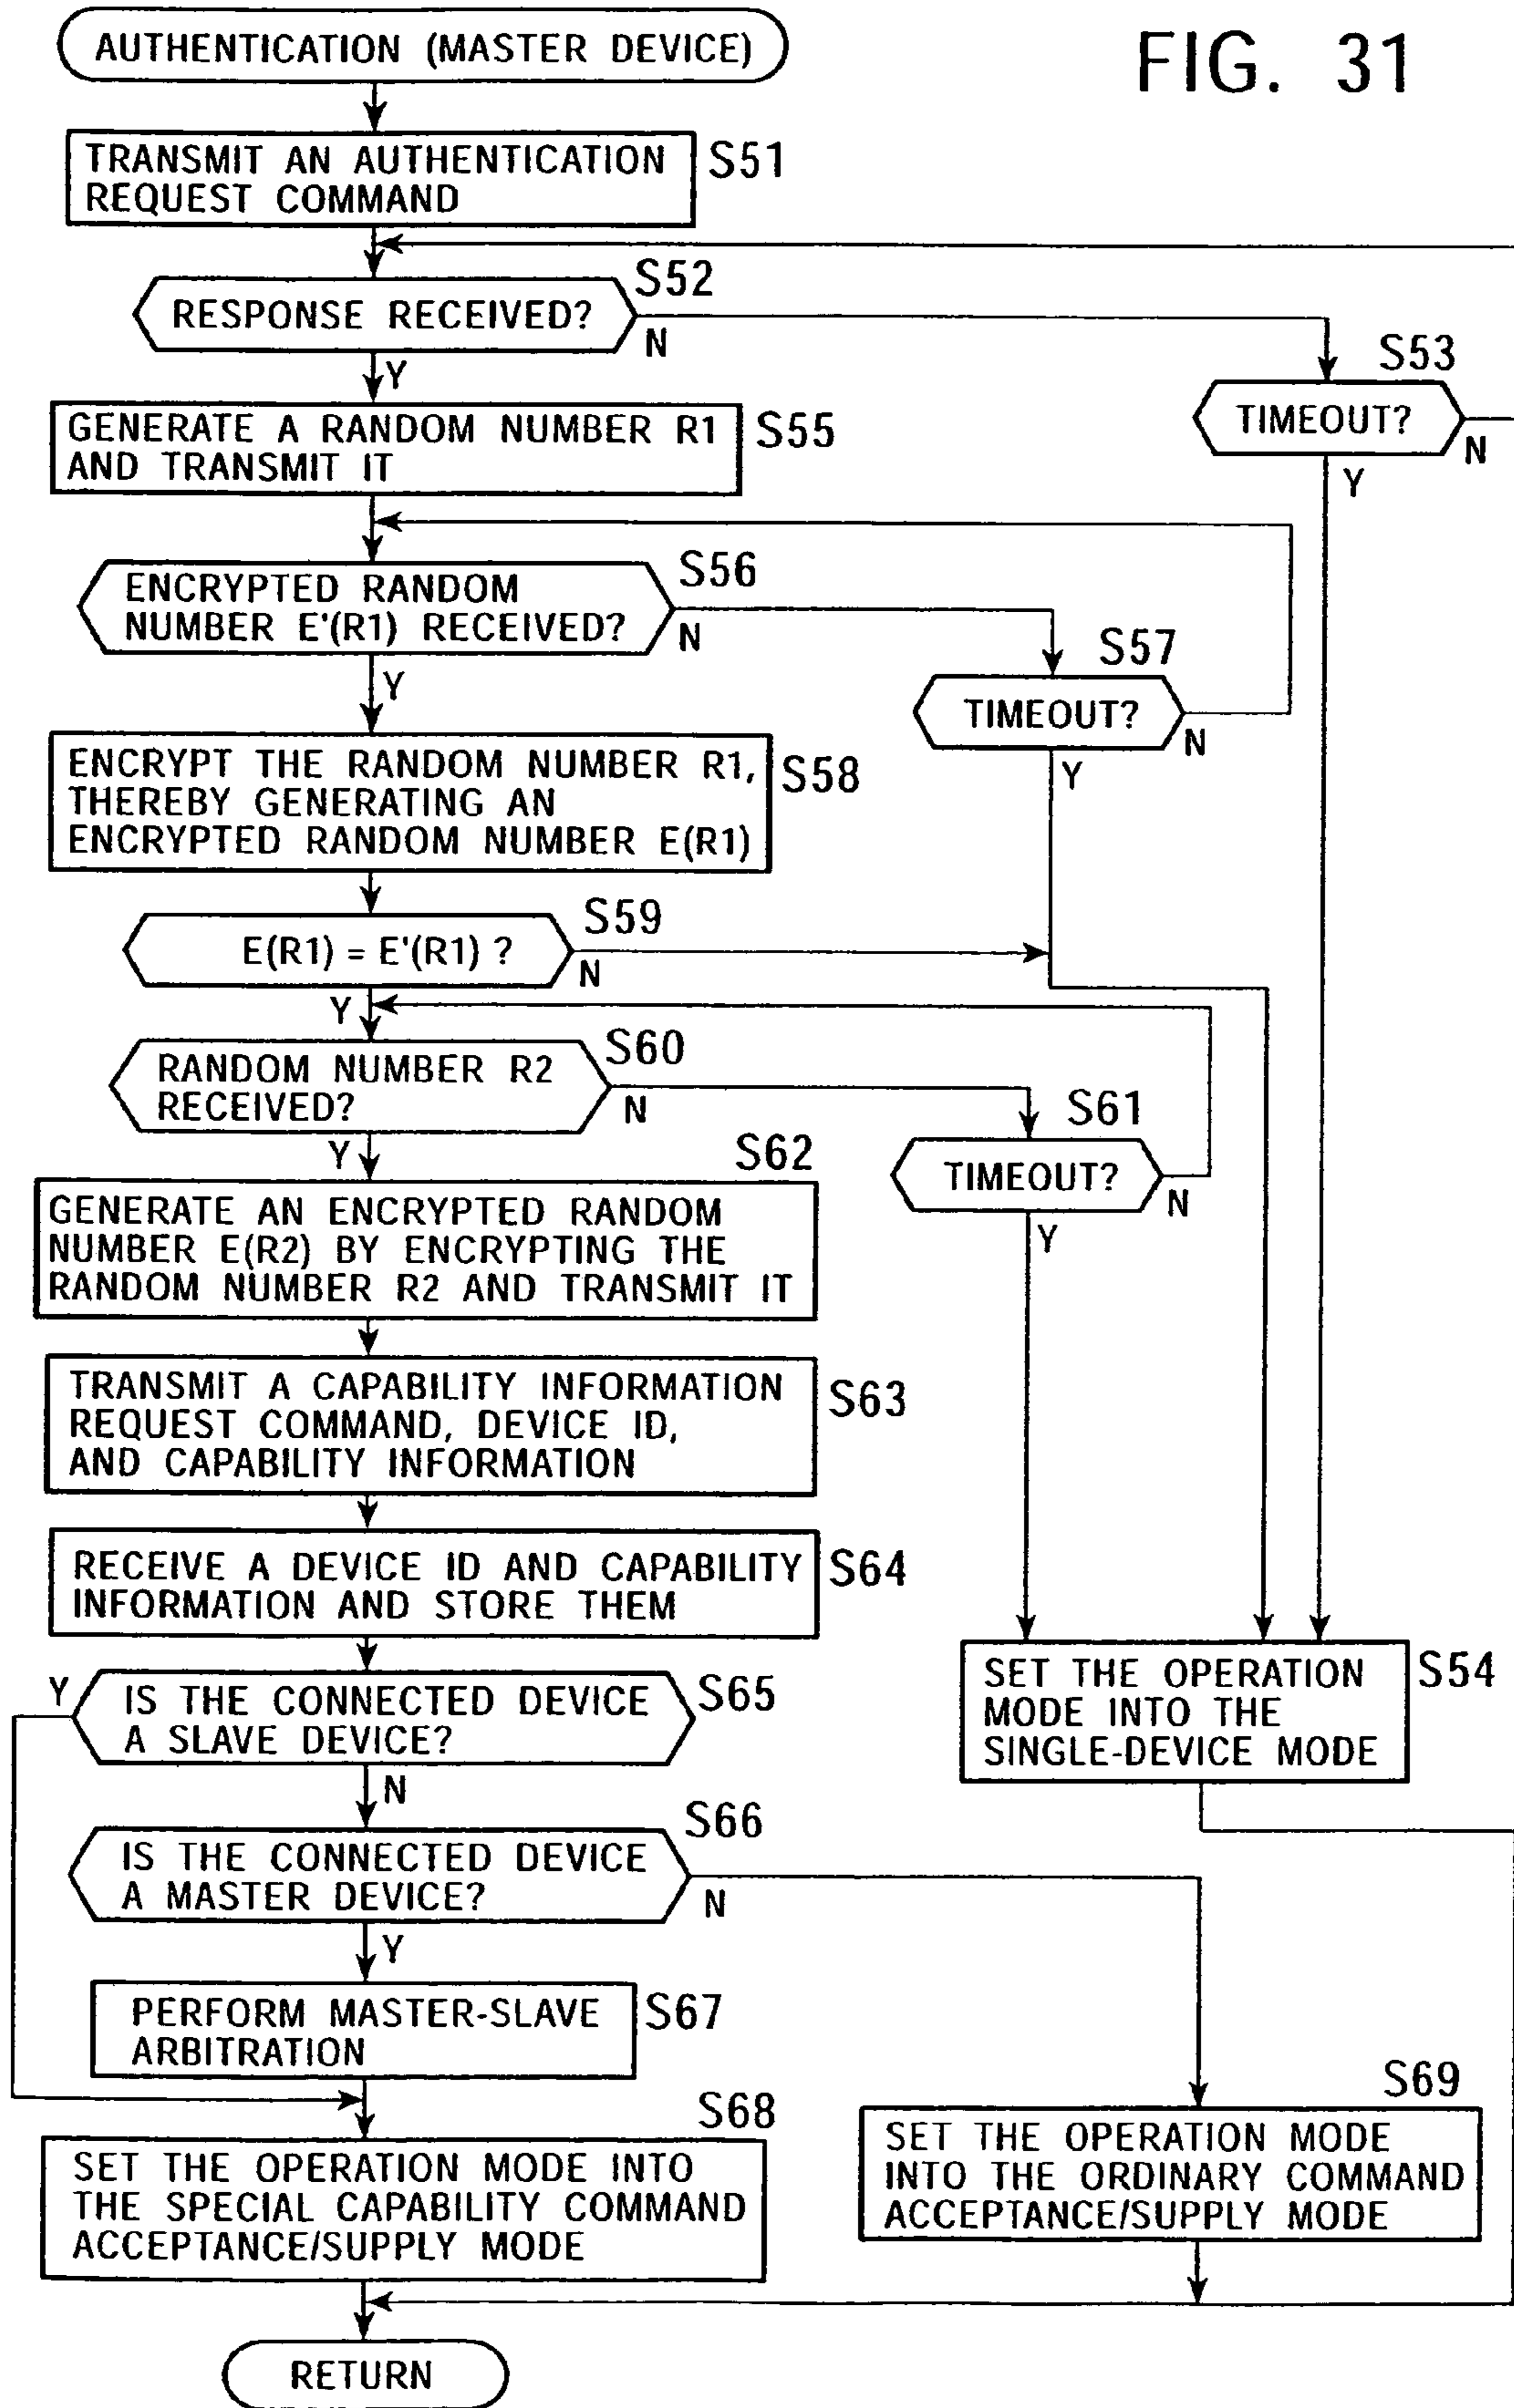 FIG. 31
AUTHENTICATION (MASTER DEVICE)
TRANSMIT AN AUTHENTICATION
REQUEST COMMAND
S51
RESPONSE RECEIVED?
S52
N
Y
S53
TIMEOUT?
N
Y
GENERATE A RANDOM NUMBER R1
AND TRANSMIT IT
S55
ENCRYPTED RANDOM
NUMBER E'(R1) RECEIVED?
S56
N
Y
S57
TIMEOUT?
N
Y
ENCRYPT THE RANDOM NUMBER R1,
THEREBY GENERATING AN
ENCRYPTED RANDOM NUMBER E(R1)
S58
E(R1) = E'(R1) ?
S59
N
Y
RANDOM NUMBER R2
RECEIVED?
S60
N
Y
S61
TIMEOUT?
N
Y
S62
GENERATE AN ENCRYPTED RANDOM
NUMBER E(R2) BY ENCRYPTING THE
RANDOM NUMBER R2 AND TRANSMIT IT
TRANSMIT A CAPABILITY INFORMATION
REQUEST COMMAND, DEVICE ID,
AND CAPABILITY INFORMATION
S63
RECEIVE A DEVICE ID AND CAPABILITY
INFORMATION AND STORE THEM
S64
SET THE OPERATION
MODE INTO THE
SINGLE-DEVICE MODE
S54
Y
IS THE CONNECTED DEVICE
A SLAVE DEVICE?
S65
N
IS THE CONNECTED DEVICE
A MASTER DEVICE?
S66
N
Y
PERFORM MASTER-SLAVE
ARBITRATION
S67
S68
SET THE OPERATION MODE INTO
THE SPECIAL CAPABILITY COMMAND
ACCEPTANCE/SUPPLY MODE
S69
SET THE OPERATION MODE
INTO THE ORDINARY COMMAND
ACCEPTANCE/SUPPLY MODE
RETURN